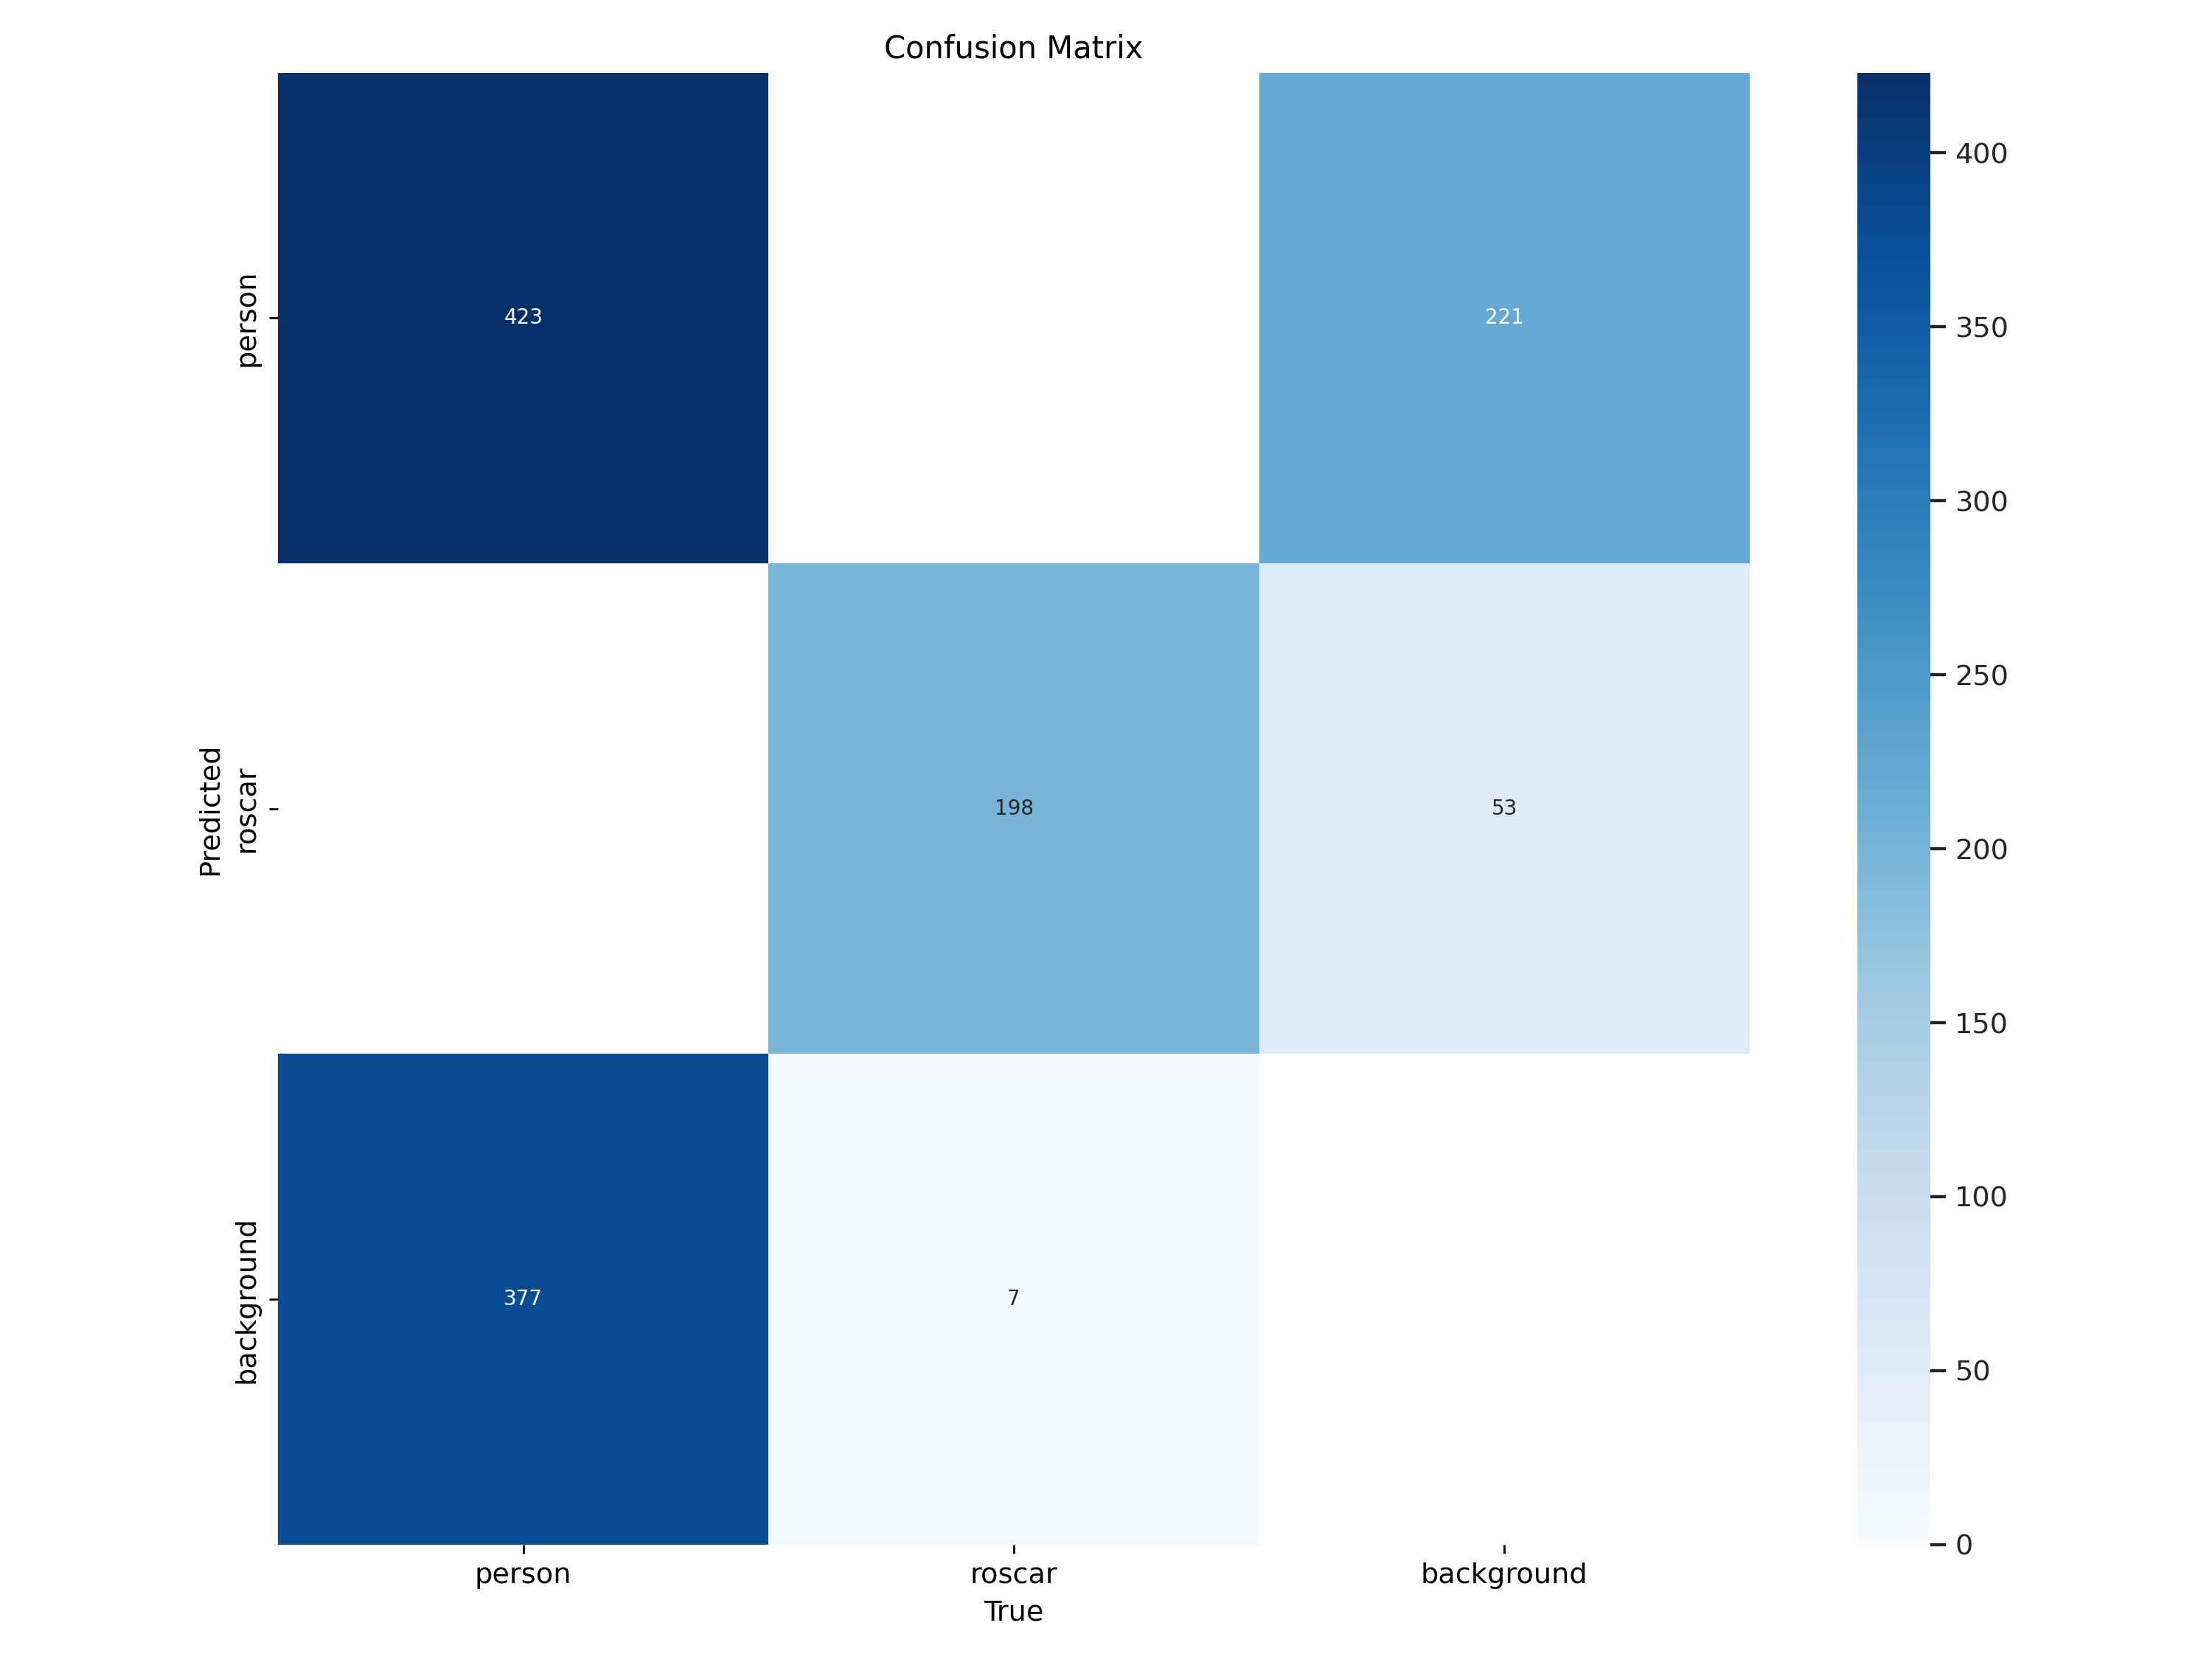 Confusion Matrix
person
423
221
400
350
300
250
200
150
100
50
0
Predicted
roscar
198
53
background
377
7
person
roscar
background
True